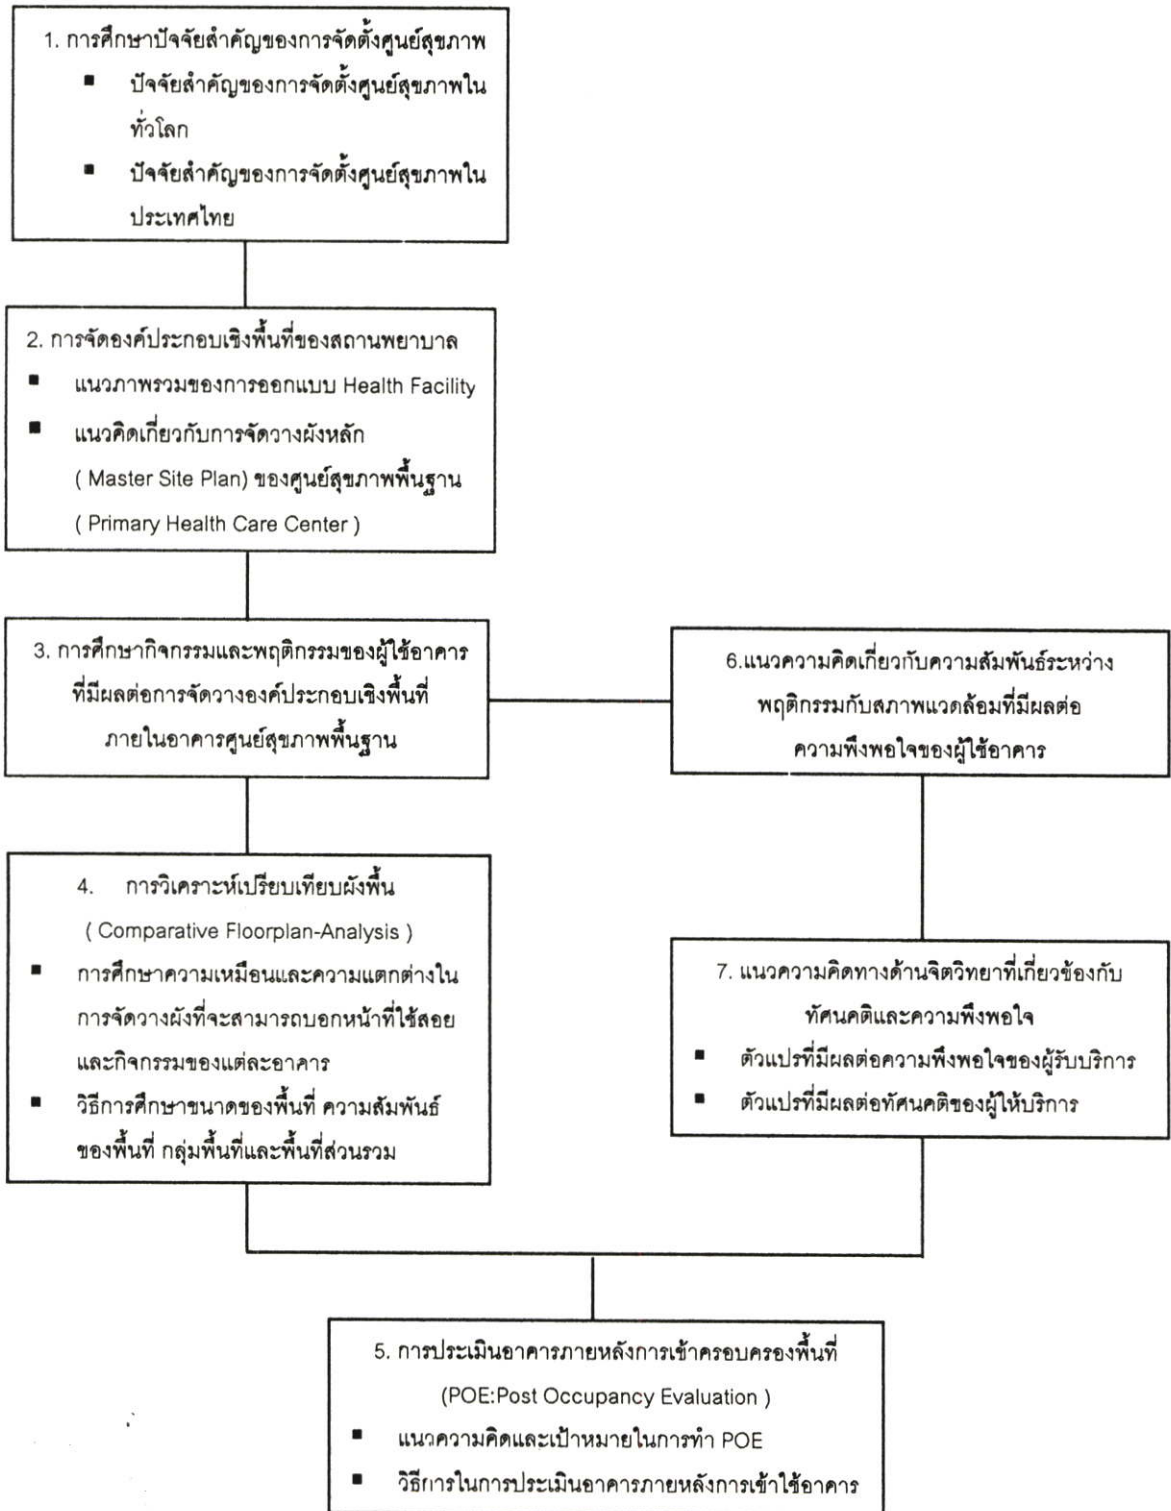 1. การศึกษาปัจจัยสำคัญของการจัดตั้งศูนย์สุขภาพ
▪ ปัจจัยสำคัญของการจัดตั้งศูนย์สุขภาพใน
ทั่วโลก
▪ ปัจจัยสำคัญของการจัดตั้งศูนย์สุขภาพใน
ประเทศไทย
2. การจัดองค์ประกอบเชิงพื้นที่ของสถานพยาบาล
▪ แนวภาพรวมของการออกแบบ Health Facility
▪ แนวคิดเกี่ยวกับการจัดวางผังหลัก
( Master Site Plan) ของศูนย์สุขภาพพื้นฐาน
( Primary Health Care Center )
3. การศึกษากิจกรรมและพฤติกรรมของผู้ใช้อาคาร
ที่มีผลต่อการจัดวางองค์ประกอบเชิงพื้นที่
ภายในอาคารศูนย์สุขภาพพื้นฐาน
4. การวิเคราะห์เปรียบเทียบผังพื้น
( Comparative Floorplan-Analysis )
▪ การศึกษาความเหมือนและความแตกต่างใน
การจัดวางผังที่จะสามารถบอกหน้าที่ใช้สอย
และกิจกรรมของแต่ละอาคาร
▪ วิธีการศึกษาขนาดของพื้นที่ ความสัมพันธ์
ของพื้นที่ กลุ่มพื้นที่และพื้นที่ส่วนรวม
6.แนวความคิดเกี่ยวกับความสัมพันธ์ระหว่าง
พฤติกรรมกับสภาพแวดล้อมที่มีผลต่อ
ความพึงพอใจของผู้ใช้อาคาร
7. แนวความคิดทางด้านจิตวิทยาที่เกี่ยวข้องกับ
ทัศนคติและความพึงพอใจ
▪ ตัวแปรที่มีผลต่อความพึงพอใจของผู้รับบริการ
▪ ตัวแปรที่มีผลต่อทัศนคติของผู้ให้บริการ
5. การประเมินอาคารภายหลังการเข้าครอบครองพื้นที่
(POE:Post Occupancy Evaluation )
▪ แนวความคิดและเป้าหมายในการทำ POE
▪ วิธีการในการประเมินอาคารภายหลังการเข้าใช้อาคาร